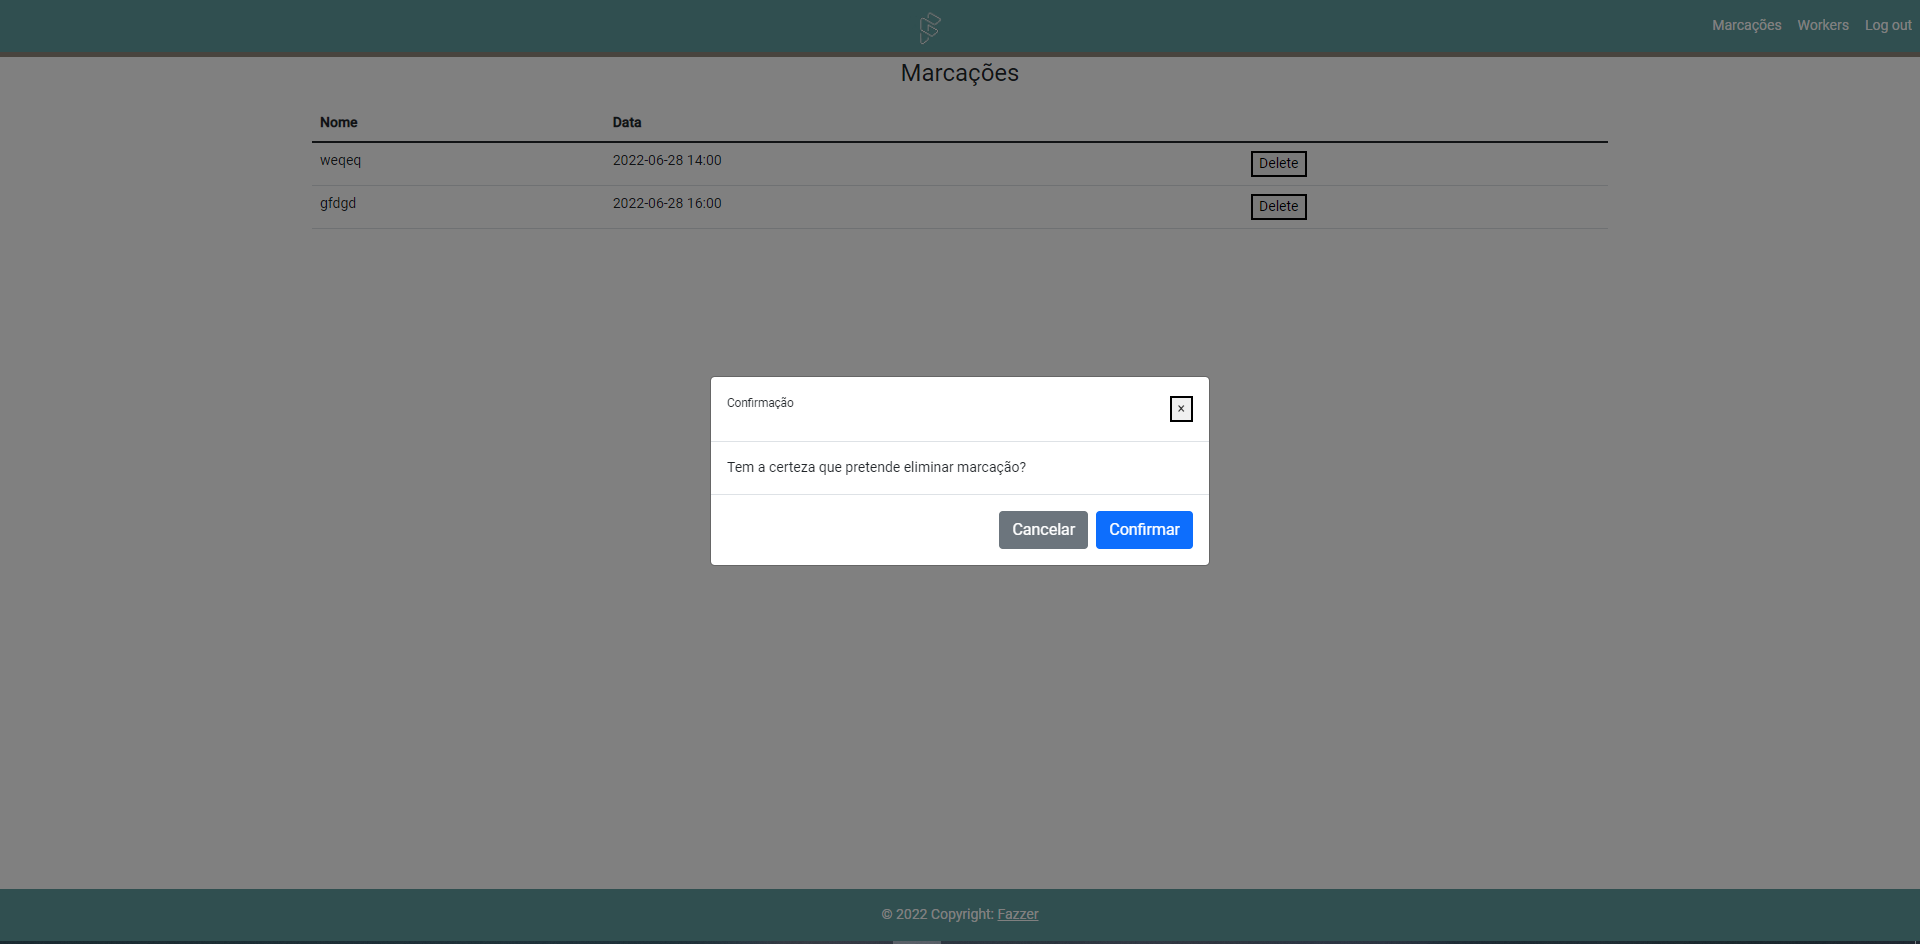 Marcações Workers Log out
Marcações
Nome Data
weqeq 2022-06-28 14:00 Delete
gfdgd 2022-06-28 16:00 Delete
Confirmação ×
Tem a certeza que pretende eliminar marcação?
Cancelar Confirmar
© 2022 Copyright: Fazzer